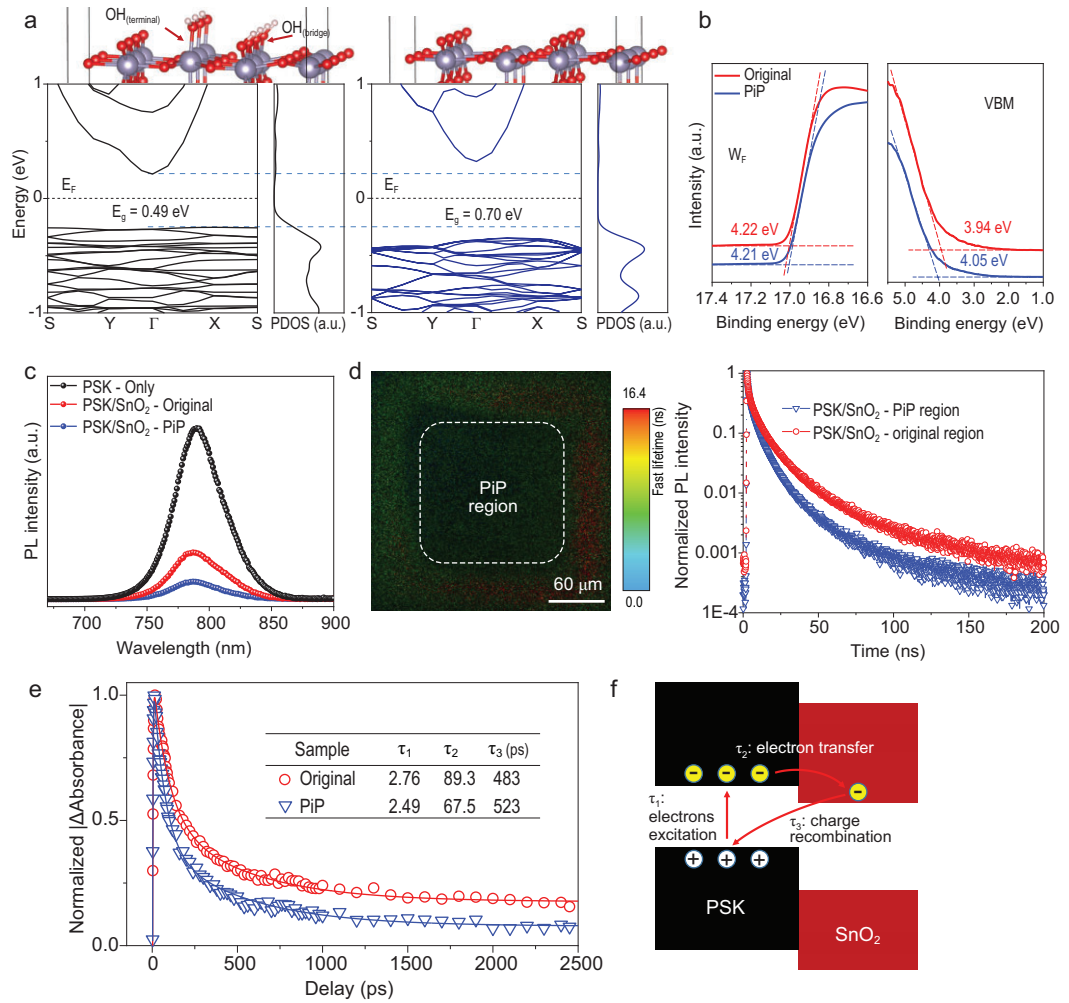 a
OH(terminal)
OH(bridge)
1
0
-1
Energy (eV)
E_F
E_g = 0.49 eV
S
Y
Γ
X
S
PDOS (a.u.)
1
0
-1
E_F
E_g = 0.70 eV
S
Y
Γ
X
S
PDOS (a.u.)
b
Original
PiP
W_F
VBM
4.22 eV
4.21 eV
3.94 eV
4.05 eV
Intensity (a.u.)
17.4 17.2 17.0 16.8 16.6
5.0 4.0 3.0 2.0 1.0
Binding energy (eV)
Binding energy (eV)
c
PSK - Only
PSK/SnO₂ - Original
PSK/SnO₂ - PiP
PL intensity (a.u.)
700 750 800 850 900
Wavelength (nm)
d
PiP
region
60 μm
16.4
Fast lifetime (ns)
0.0
PSK/SnO₂ - PiP region
PSK/SnO₂ - original region
Normalized PL intensity
1
0.1
0.01
0.001
1E-4
0 50 100 150 200
Time (ns)
e
Normalized |ΔAbsorbance|
1.0
0.5
0.0
Sample τ₁ τ₂ τ₃ (ps)
Original 2.76 89.3 483
PiP 2.49 67.5 523
0 500 1000 1500 2000 2500
Delay (ps)
f
τ₂: electron transfer
τ₁:
electrons
excitation
τ₃: charge
recombination
PSK
SnO₂